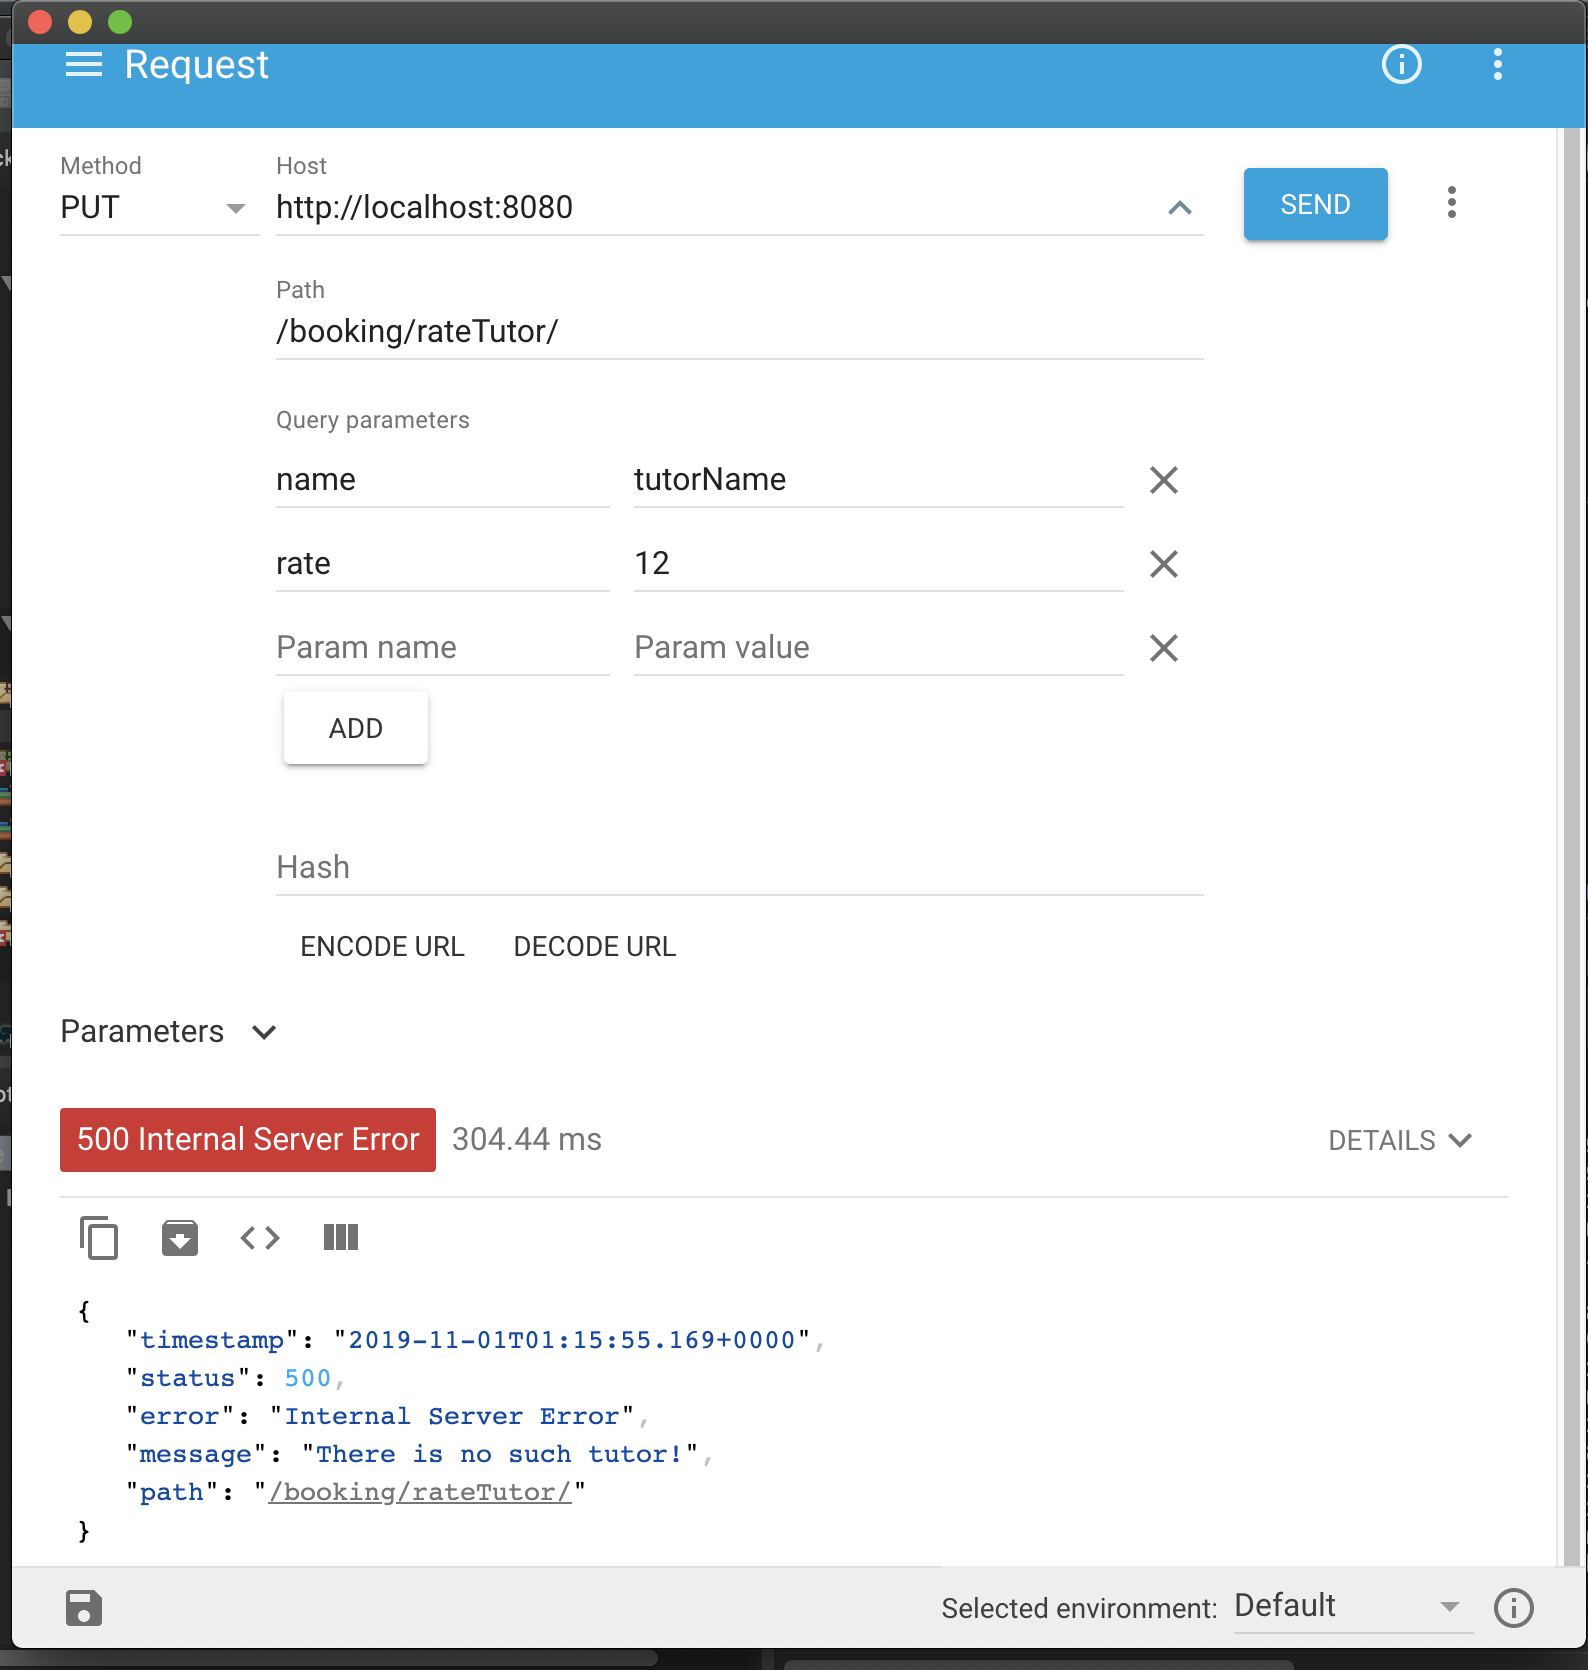 Request
Method
Host
PUT
http://localhost:8080
SEND
Path
/booking/rateTutor/
Query parameters
name tutorName
rate 12
Param name Param value
ADD
Hash
ENCODE URL DECODE URL
Parameters
500 Internal Server Error 304.44 ms DETAILS
{
"timestamp": "2019-11-01T01:15:55.169+0000",
"status": 500,
"error": "Internal Server Error",
"message": "There is no such tutor!",
"path": "/booking/rateTutor/"
}
Selected environment: Default